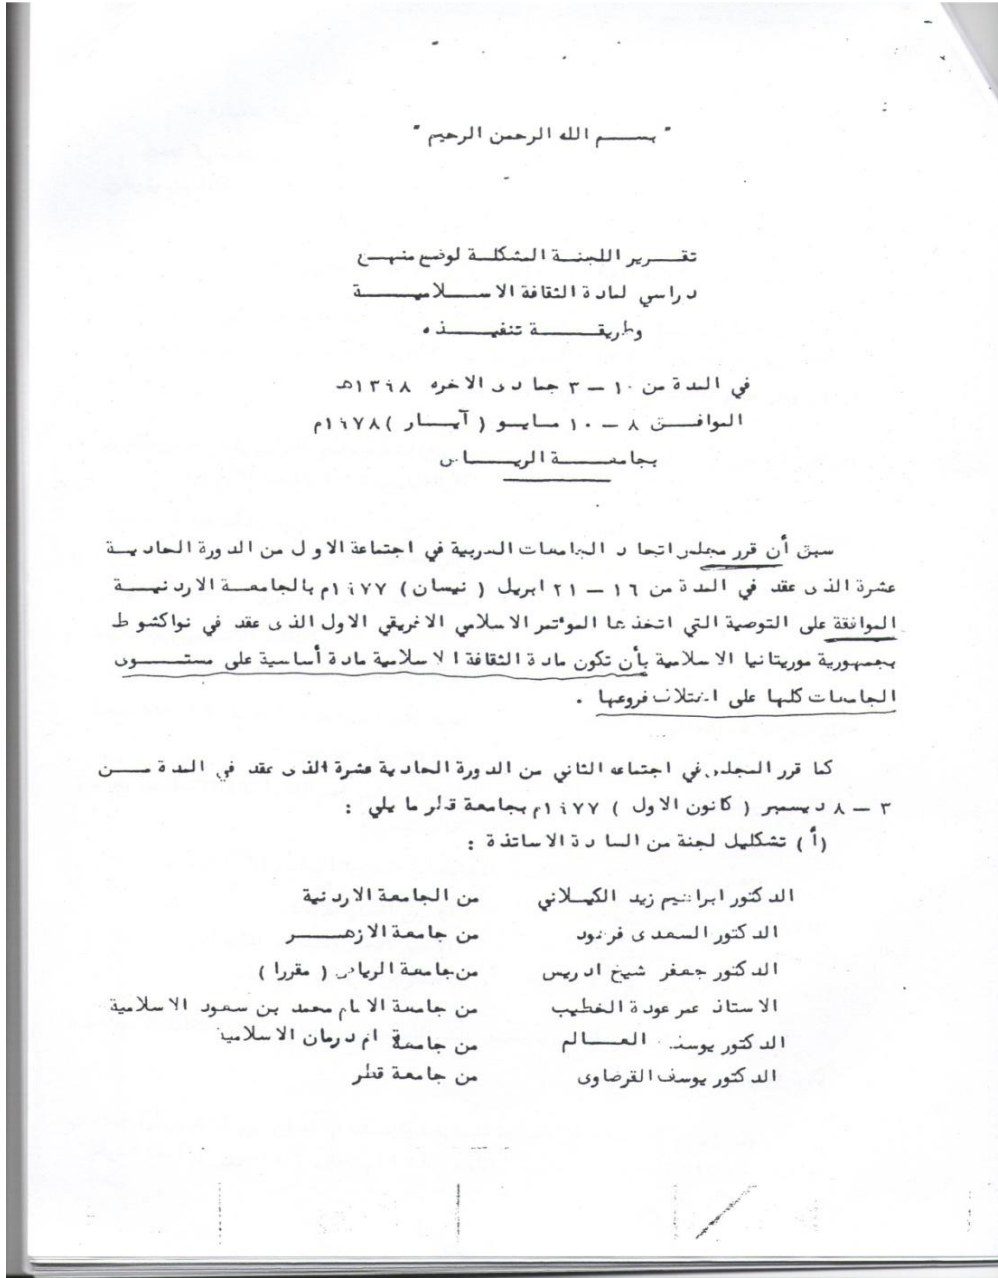 " بسم الله الرحمن الرحيم "
تقرير اللجنة المشكلة لوضع منهج
دراسي لمادة الثقافة الاسلامية
وطريقة تنفيذه
في المدة من ١٠ – ٣ جمادى الاخره ١٣٩٨هـ
الموافق ٨ – ١٠ مايو ( آيار ) ١٩٧٨م
بجامعة الرياض
سبق أن قرر مجلس اتحاد الجامعات العربية في اجتماعة الاول من الدورة الحادية
عشرة الذى عقد في المدة من ١٦ – ٢١ ابريل ( نيسان ) ١٩٧٧م بالجامعة الاردنية
الموافقة على التوصية التي اتخذها المؤتمر الاسلامي الافريقي الاول الذى عقد في نواكشوط
بجمهورية موريتانيا الاسلامية بأن تكون مادة الثقافة الاسلامية مادة أساسية على مستوى
الجامعات كلها على اختلاف فروعها .
كما قرر المجلس في اجتماعه الثاني من الدورة الحادية عشرة الذى عقد في المدة من
٣ – ٨ ديسمبر ( كانون الاول ) ١٩٧٧م بجامعة قطر ما يلي :
(أ) تشكليل لجنة من السادة الاساتذة :
الدكتور ابراهيم زيد الكيلاني من الجامعة الاردنية
الدكتور السعدى فرهود من جامعة الازهر
الدكتور جعفر شيخ ادريس من جامعة الرياض ( مقررا )
الاستاذ عمر عودة الخطيب من جامعة الامام محمد بن سعود الاسلامية
الدكتور يوسف العالم من جامعة ام درمان الاسلامية
الدكتور يوسف القرضاوى من جامعة قطر